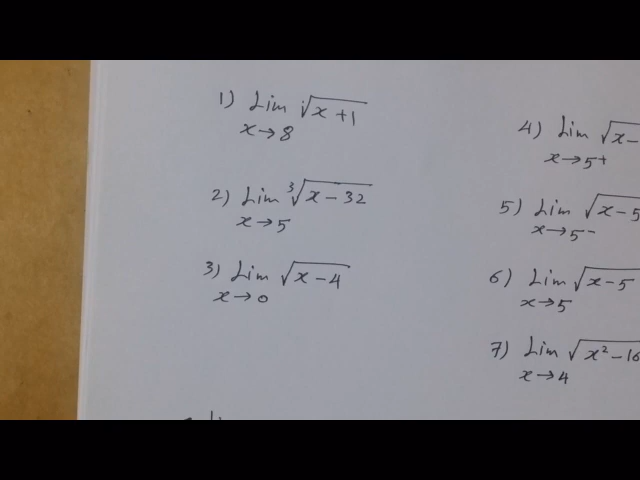 1) Lim √x+1
x→8
2) Lim ³√x-32
x→5
3) Lim √x-4
x→0
4) Lim √x-
x→5+
5) Lim √x-5
x→5-
6) Lim √x-5
x→5
7) Lim √x²-16
x→4